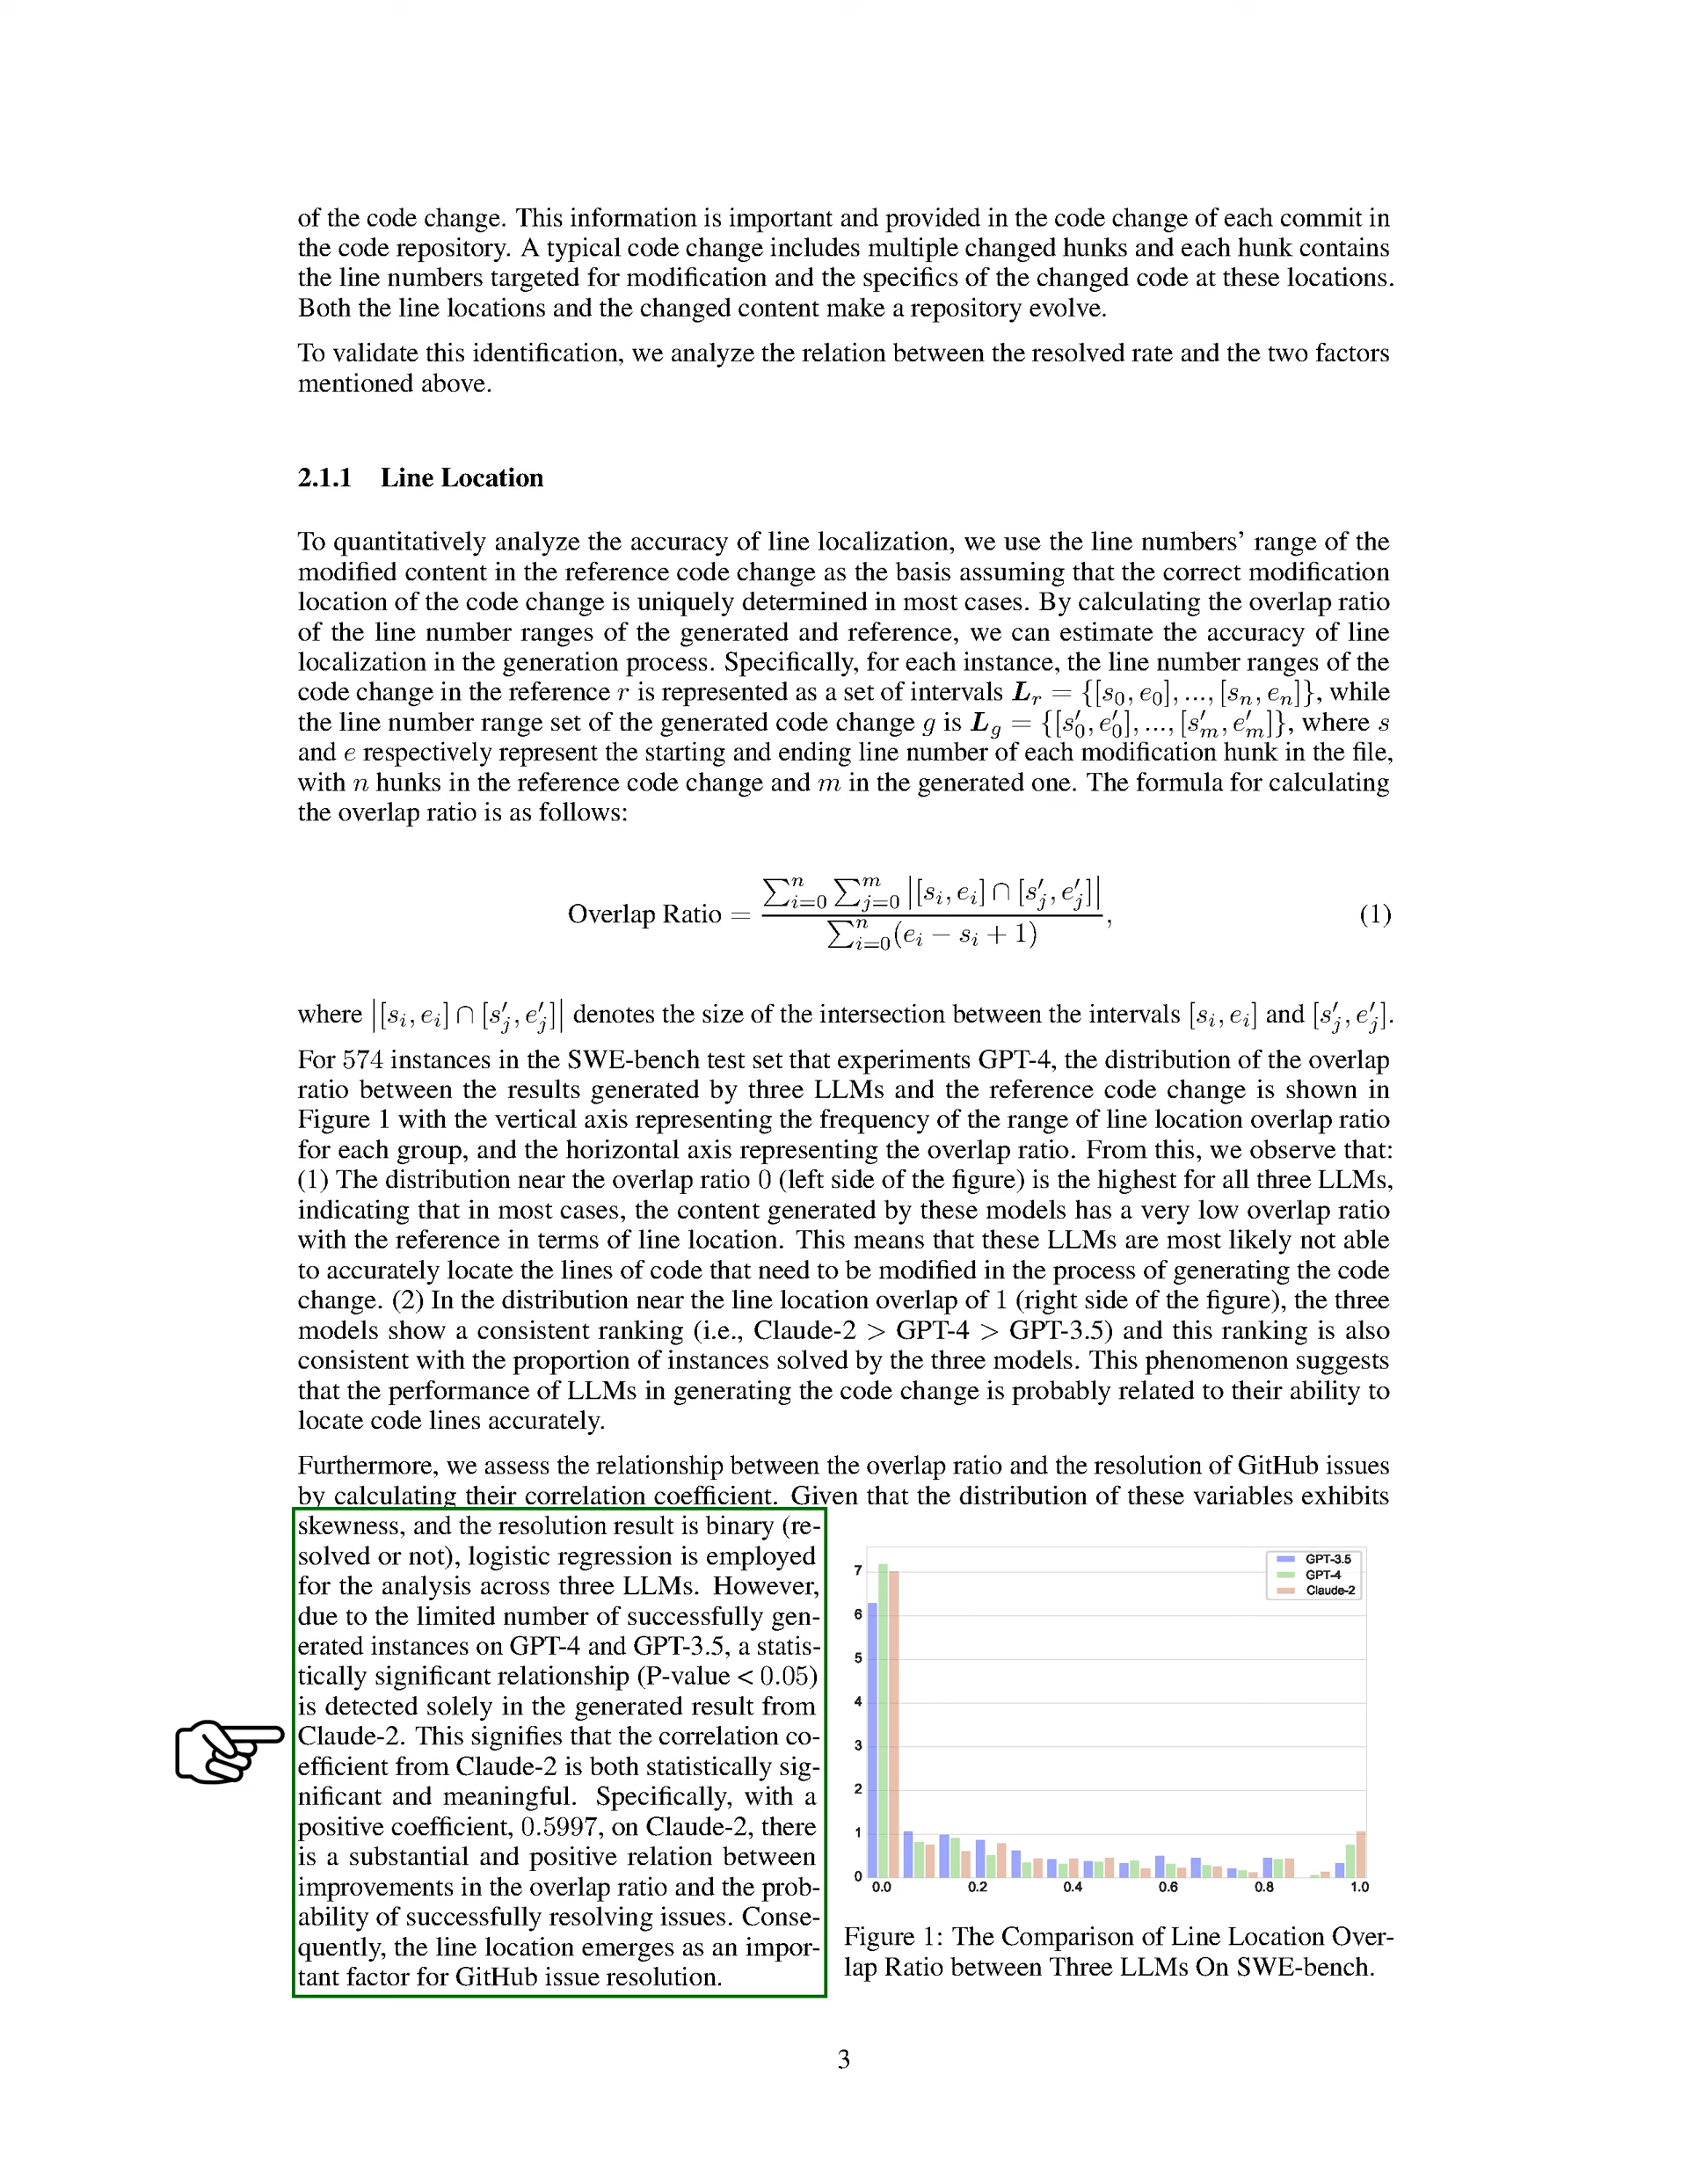 of the code change. This information is important and provided in the code change of each commit in
the code repository. A typical code change includes multiple changed hunks and each hunk contains
the line numbers targeted for modification and the specifics of the changed code at these locations.
Both the line locations and the changed content make a repository evolve.
To validate this identification, we analyze the relation between the resolved rate and the two factors
mentioned above.
2.1.1 Line Location
To quantitatively analyze the accuracy of line localization, we use the line numbers' range of the
modified content in the reference code change as the basis assuming that the correct modification
location of the code change is uniquely determined in most cases. By calculating the overlap ratio
of the line number ranges of the generated and reference, we can estimate the accuracy of line
localization in the generation process. Specifically, for each instance, the line number ranges of the
code change in the reference r is represented as a set of intervals L_r = {[s_0, e_0], ..., [s_n, e_n]}, while
the line number range set of the generated code change g is L_g = {[s'_0, e'_0], ..., [s'_m, e'_m]}, where s
and e respectively represent the starting and ending line number of each modification hunk in the file,
with n hunks in the reference code change and m in the generated one. The formula for calculating
the overlap ratio is as follows:
Overlap Ratio = \frac{\sum_{i=0}^{n} \sum_{j=0}^{m} |[s_i, e_i] ∩ [s'_j, e'_j]|}{\sum_{i=0}^{n} (e_i − s_i + 1)}, (1)
where |[s_i, e_i] ∩ [s'_j, e'_j]| denotes the size of the intersection between the intervals [s_i, e_i] and [s'_j, e'_j].
For 574 instances in the SWE-bench test set that experiments GPT-4, the distribution of the overlap
ratio between the results generated by three LLMs and the reference code change is shown in
Figure 1 with the vertical axis representing the frequency of the range of line location overlap ratio
for each group, and the horizontal axis representing the overlap ratio. From this, we observe that:
(1) The distribution near the overlap ratio 0 (left side of the figure) is the highest for all three LLMs,
indicating that in most cases, the content generated by these models has a very low overlap ratio
with the reference in terms of line location. This means that these LLMs are most likely not able
to accurately locate the lines of code that need to be modified in the process of generating the code
change. (2) In the distribution near the line location overlap of 1 (right side of the figure), the three
models show a consistent ranking (i.e., Claude-2 > GPT-4 > GPT-3.5) and this ranking is also
consistent with the proportion of instances solved by the three models. This phenomenon suggests
that the performance of LLMs in generating the code change is probably related to their ability to
locate code lines accurately.
Furthermore, we assess the relationship between the overlap ratio and the resolution of GitHub issues
by calculating their correlation coefficient. Given that the distribution of these variables exhibits
skewness, and the resolution result is binary (re-
solved or not), logistic regression is employed
for the analysis across three LLMs. However,
due to the limited number of successfully gen-
erated instances on GPT-4 and GPT-3.5, a statis-
tically significant relationship (P-value < 0.05)
is detected solely in the generated result from
Claude-2. This signifies that the correlation co-
efficient from Claude-2 is both statistically sig-
nificant and meaningful. Specifically, with a
positive coefficient, 0.5997, on Claude-2, there
is a substantial and positive relation between
improvements in the overlap ratio and the prob-
ability of successfully resolving issues. Conse-
quently, the line location emerges as an impor-
tant factor for GitHub issue resolution.
GPT-3.5
GPT-4
Claude-2
7
6
5
4
3
2
1
0
0.0 0.2 0.4 0.6 0.8 1.0
Figure 1: The Comparison of Line Location Over-
lap Ratio between Three LLMs On SWE-bench.
3